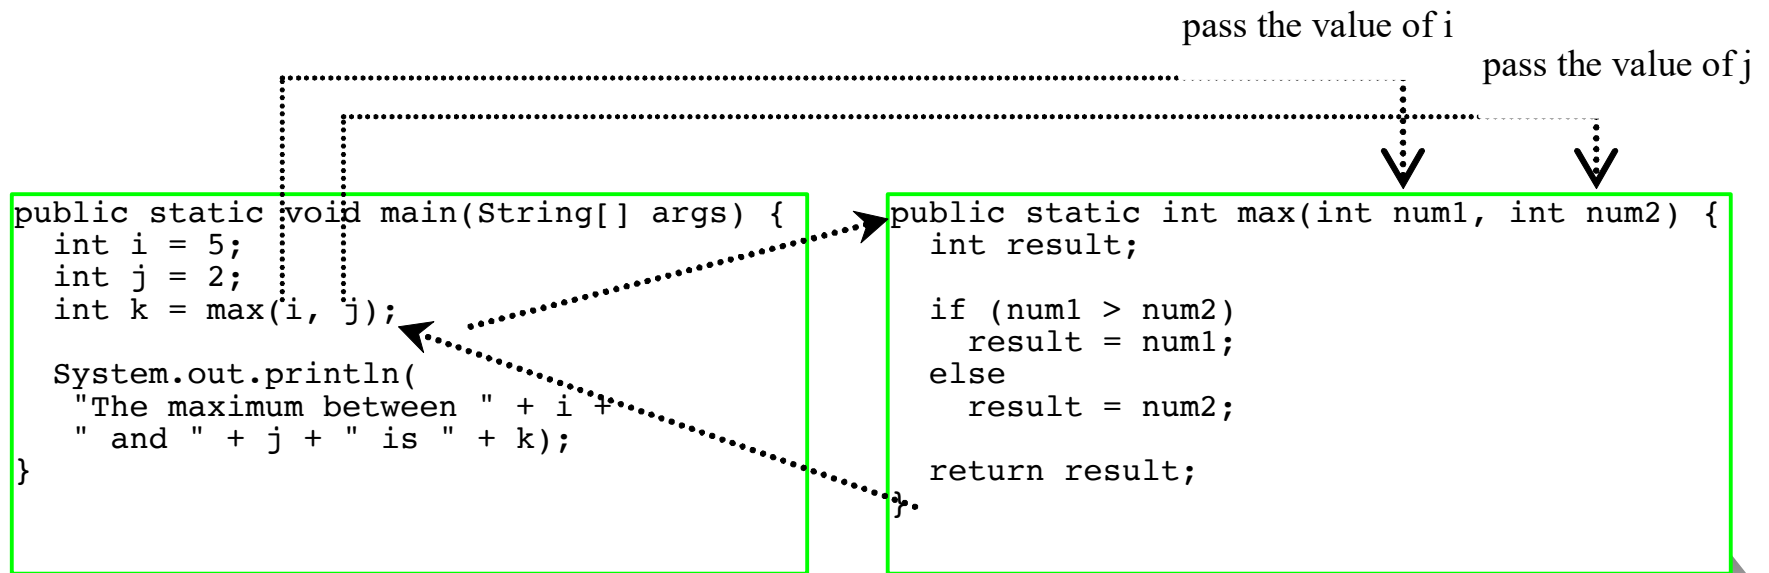 pass the value of i
pass the value of j
public static void main(String[] args) {
  int i = 5;
  int j = 2;
  int k = max(i, j);
  System.out.println(
   "The maximum between " + i +
   " and " + j + " is " + k);
}
public static int max(int num1, int num2) {
  int result;
  if (num1 > num2)
    result = num1;
  else
    result = num2;
  return result;
}